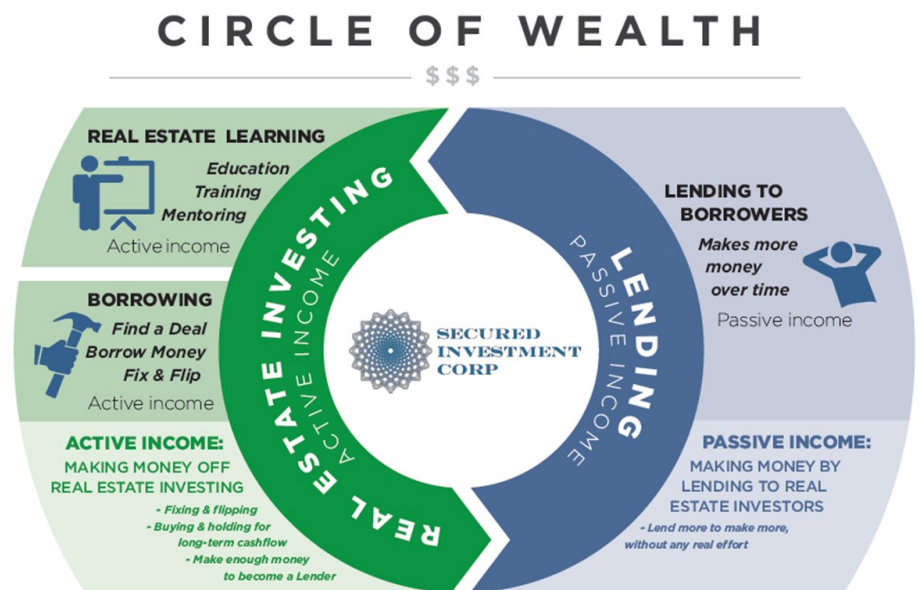 CIRCLE OF WEALTH
$$$
REAL ESTATE LEARNING
Education
Training
Mentoring
Active income
BORROWING
Find a Deal
Borrow Money
Fix & Flip
Active income
ACTIVE INCOME:
MAKING MONEY OFF
REAL ESTATE INVESTING
- Fixing & flipping
- Buying & holding for
long-term cashflow
- Make enough money
to become a Lender
REAL ESTATE INVESTING
ACTIVE INCOME
SECURED
INVESTMENT
CORP
LENDING
PASSIVE INCOME
LENDING TO
BORROWERS
Makes more
money
over time
Passive income
PASSIVE INCOME:
MAKING MONEY BY
LENDING TO REAL
ESTATE INVESTORS
- Lend more to make more,
without any real effort